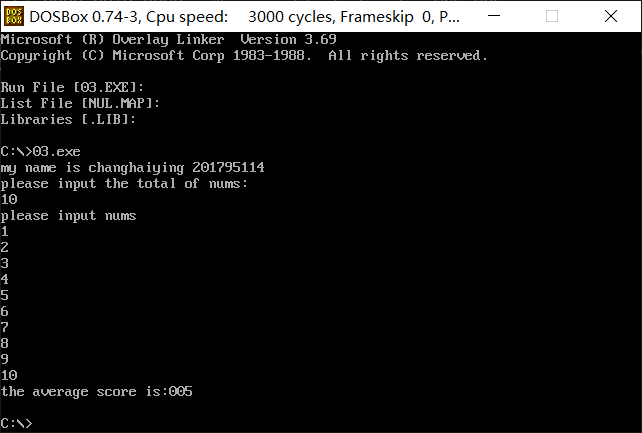 DOS
BOX
DOSBox 0.74-3, Cpu speed: 3000 cycles, Frameskip 0, P...
Microsoft (R) Overlay Linker Version 3.69
Copyright (C) Microsoft Corp 1983-1988. All rights reserved.
Run File [03.EXE]:
List File [NUL.MAP]:
Libraries [.LIB]:
C:\>03.exe
my name is changhaiying 201795114
please input the total of nums:
10
please input nums
1
2
3
4
5
6
7
8
9
10
the average score is:005
C:\>